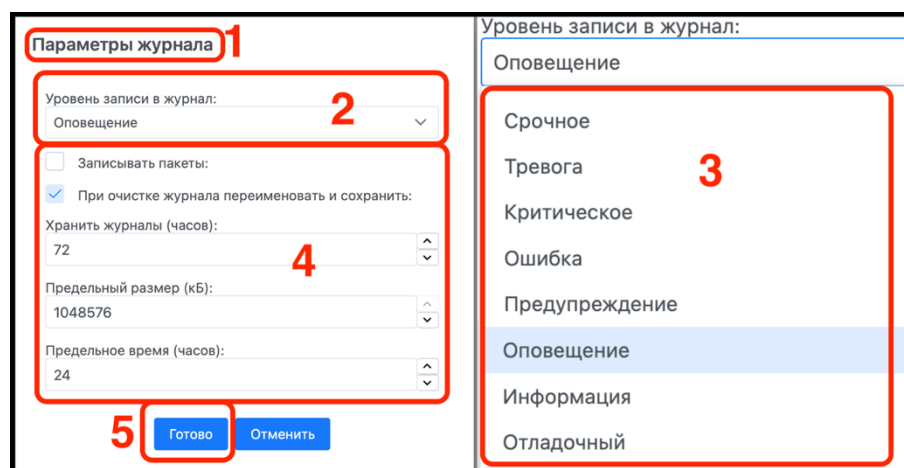 Параметры журнала
1
Уровень записи в журнал:
Оповещение
2
Записывать пакеты:
При очистке журнала переименовать и сохранить:
Хранить журналы (часов):
72
4
Предельный размер (кБ):
1048576
Предельное время (часов):
24
5
Готово
Отменить
Уровень записи в журнал:
Оповещение
Срочное
Тревога
3
Критическое
Ошибка
Предупреждение
Оповещение
Информация
Отладочный